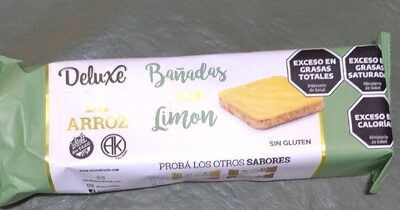 Deluxe
DE
ARROZ
Bañadas
Limon
SIN GLUTEN
PROBÁ LOS OTROS SABORES
EXCESO EN
GRASAS
TOTALES
Ministerio
de Salud
EXCESO EN
GRASAS
SATURADAS
Ministerio
de Salud
EXCESO EN
CALORÍAS
Ministerio
de Salud